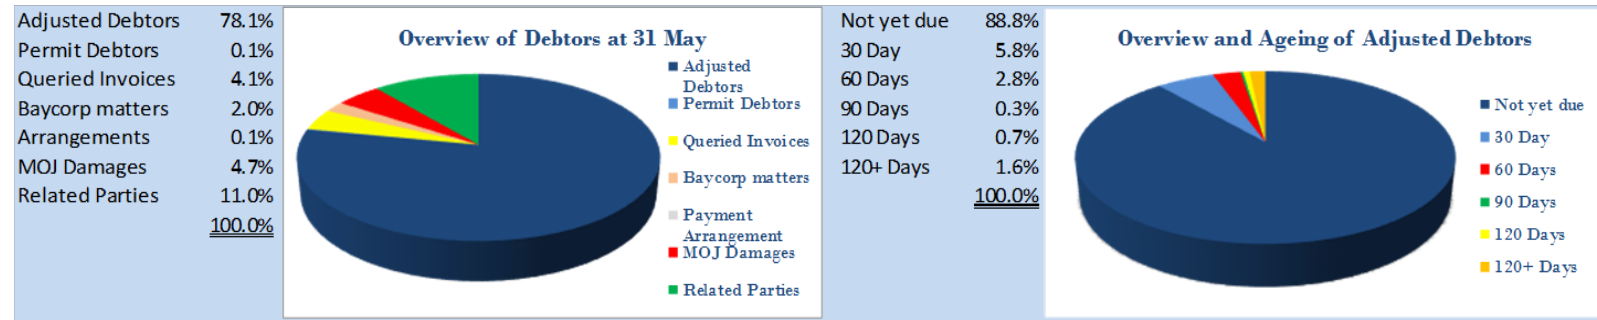 Adjusted Debtors 78.1%
Permit Debtors 0.1%
Queried Invoices 4.1%
Baycorp matters 2.0%
Arrangements 0.1%
MOJ Damages 4.7%
Related Parties 11.0%
100.0%
Overview of Debtors at 31 May
Adjusted
Debtors
Permit Debtors
Queried Invoices
Baycorp matters
Payment
Arrangement
MOJ Damages
Related Parties
Not yet due 88.8%
30 Day 5.8%
60 Days 2.8%
90 Days 0.3%
120 Days 0.7%
120+ Days 1.6%
100.0%
Overview and Ageing of Adjusted Debtors
Not yet due
30 Day
60 Days
90 Days
120 Days
120+ Days